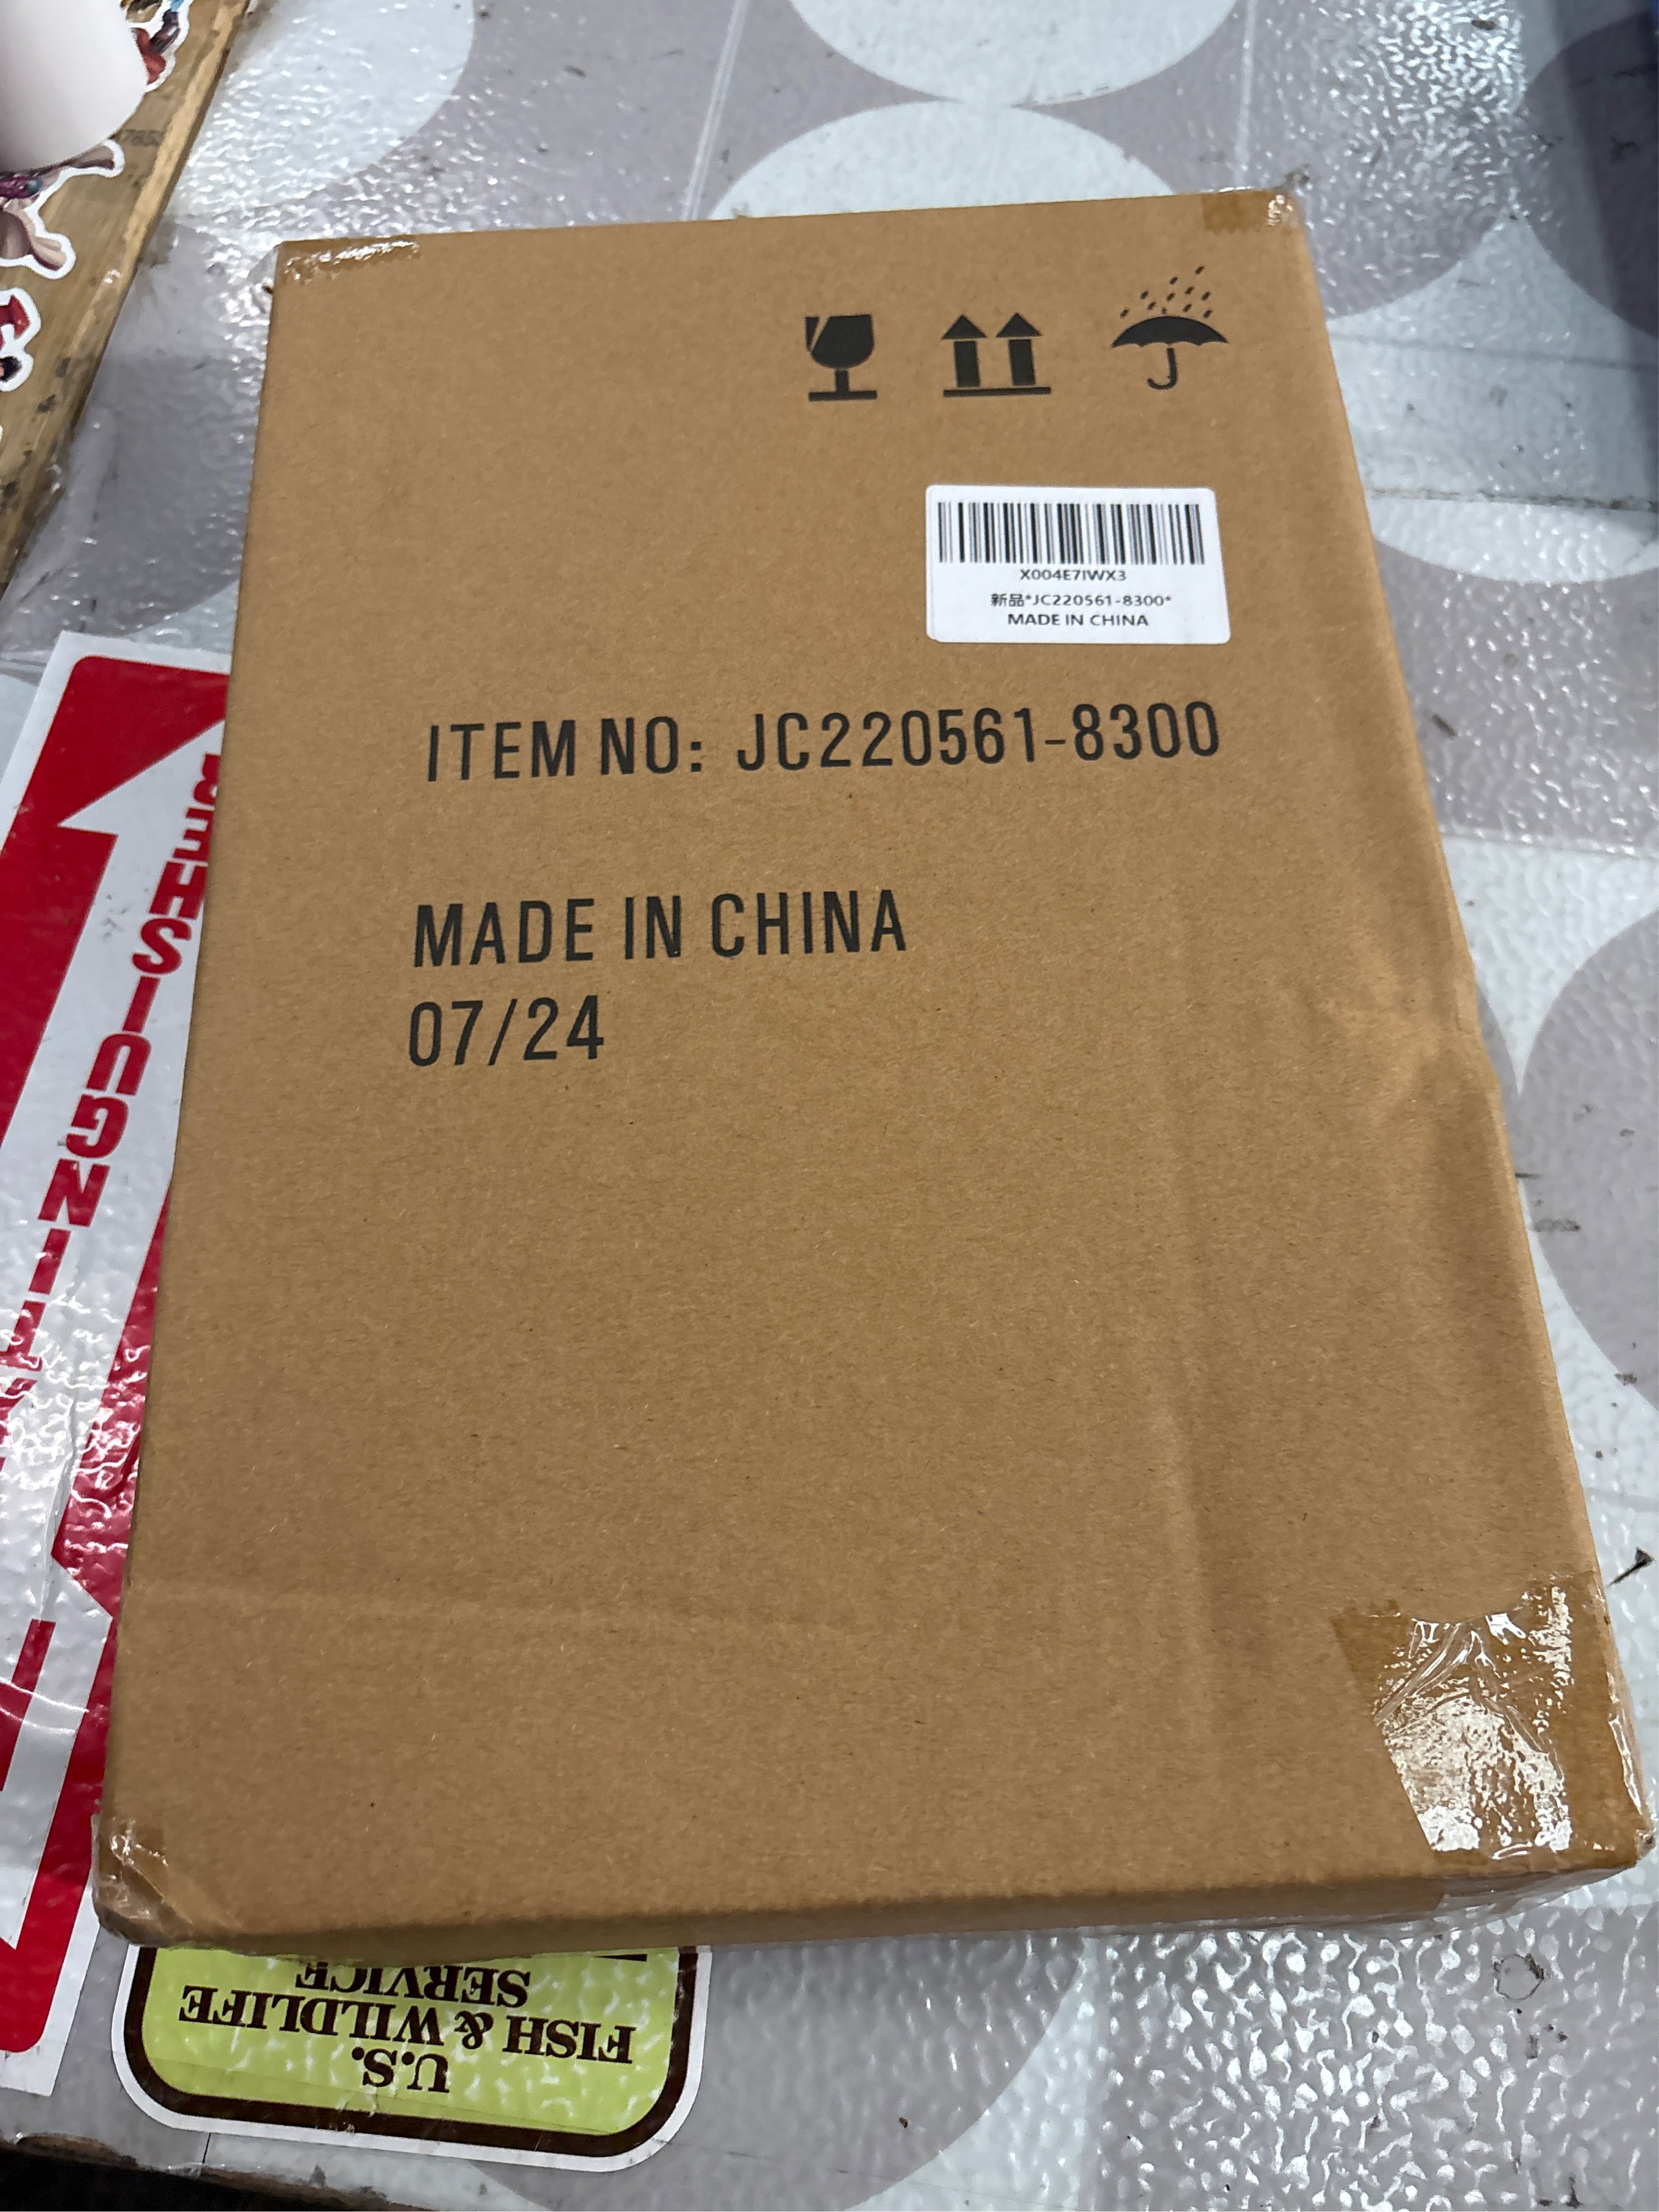 X004E7IWX3
新品*JC220561-8300*
MADE IN CHINA
ITEM NO: JC220561-8300
MADE IN CHINA
07/24
U.S.
FISH & WILDLIFE
SERVICE